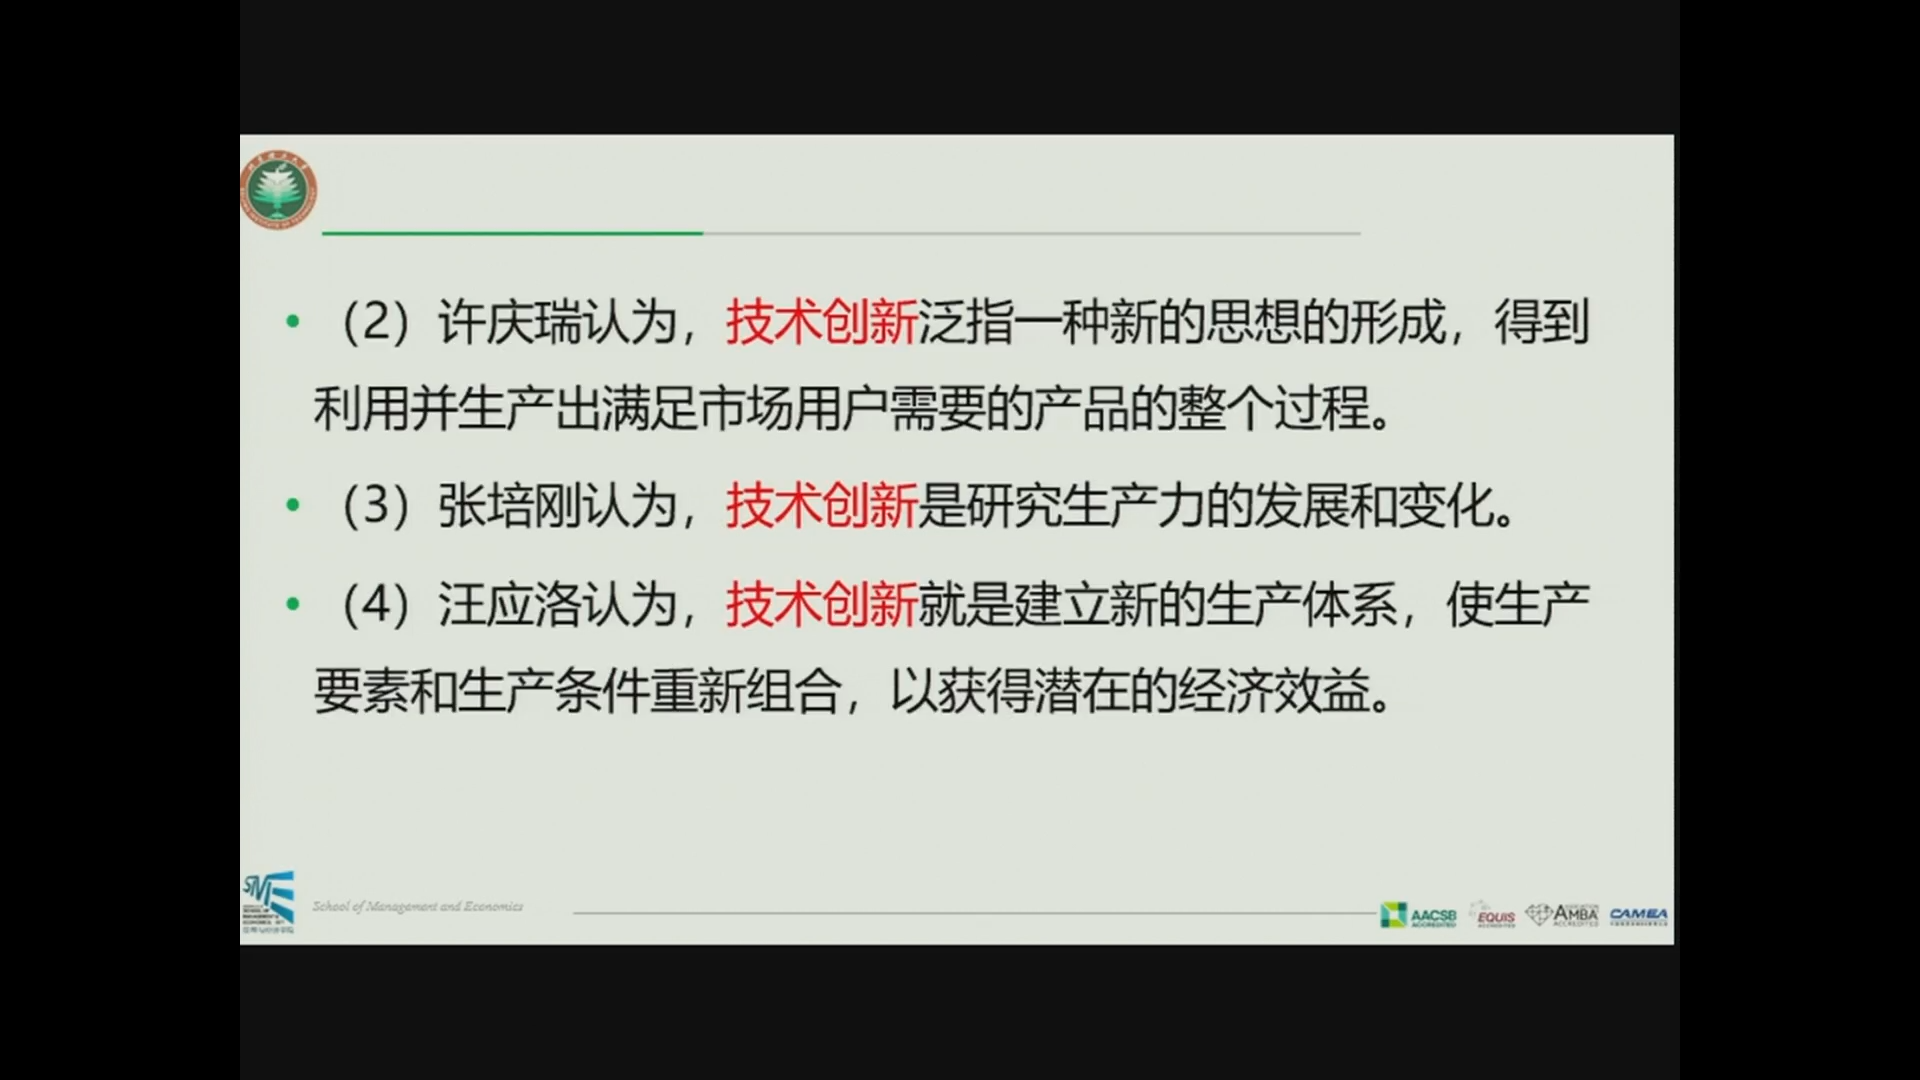 （2）许庆瑞认为，技术创新泛指一种新的思想的形成，得到
利用并生产出满足市场用户需要的产品的整个过程。
（3）张培刚认为，技术创新是研究生产力的发展和变化。
（4）汪应洛认为，技术创新就是建立新的生产体系，使生产
要素和生产条件重新组合，以获得潜在的经济效益。
School of Management and Economics
AACSB
ACCREDITED
EQUIS
ACCREDITED
AMBA
ACCREDITED
CAMEA